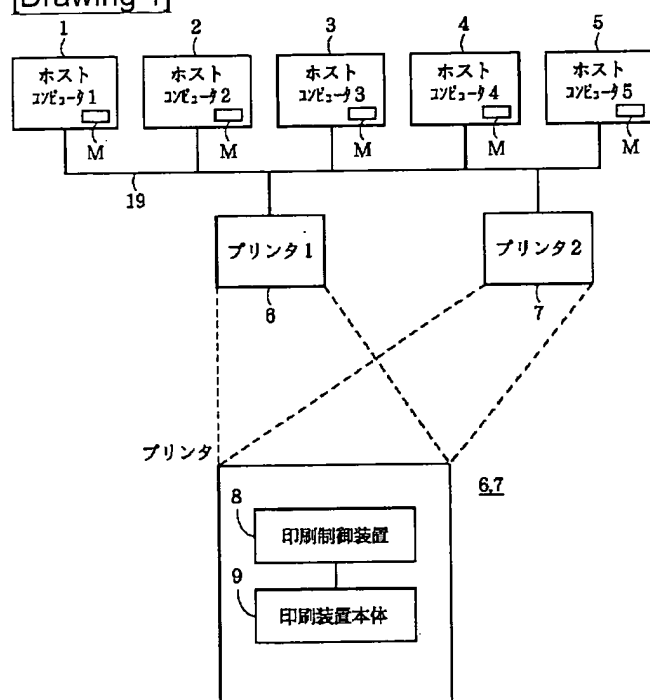 [Drawing 1]
1 2 3 4 5
ホスト ホスト ホスト ホスト ホスト
コンピュータ1 コンピュータ2 コンピュータ3 コンピュータ4 コンピュータ5
M M M M M
19
プリンタ1 プリンタ2
6 7
プリンタ
6,7
8
印刷制御装置
9
印刷装置本体